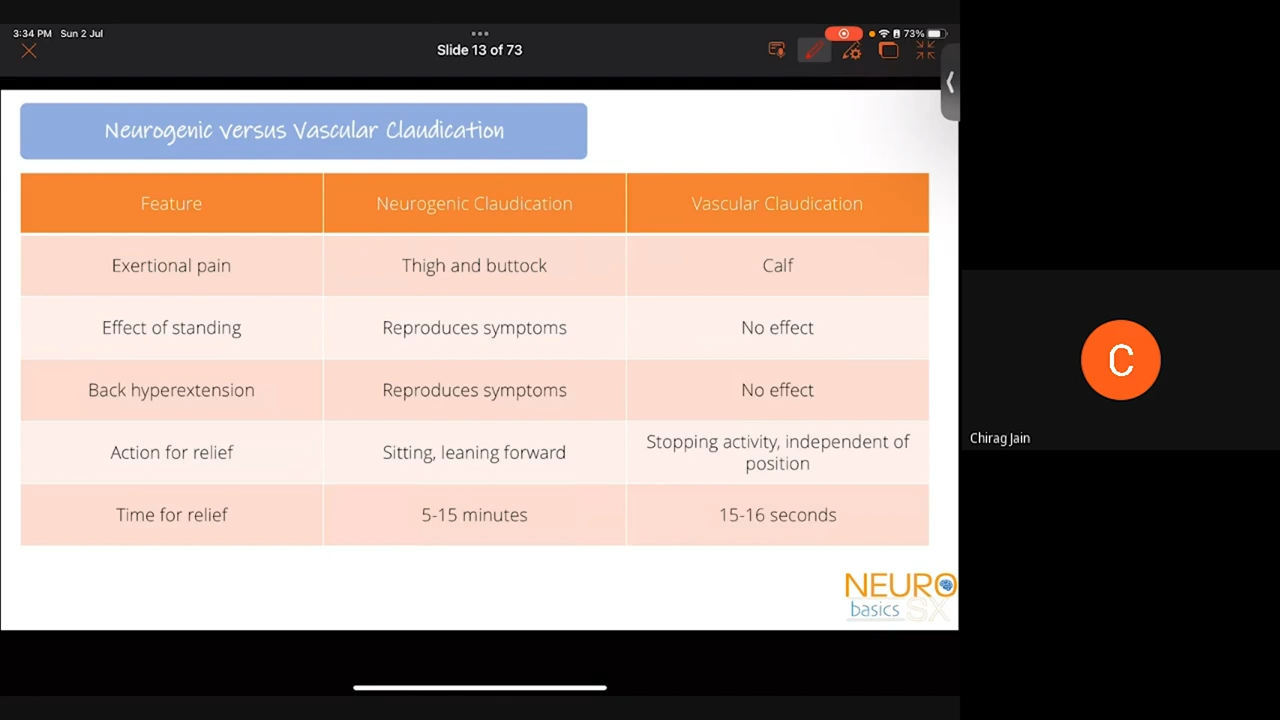 3:34 PM Sun 2 Jul
73%
Slide 13 of 73
Neurogenic versus Vascular Claudication
Feature Neurogenic Claudication Vascular Claudication
Exertional pain Thigh and buttock Calf
Effect of standing Reproduces symptoms No effect
Back hyperextension Reproduces symptoms No effect
Action for relief Sitting, leaning forward Stopping activity, independent of
position
Time for relief 5-15 minutes 15-16 seconds
NEURO
basics SX
C
Chirag Jain